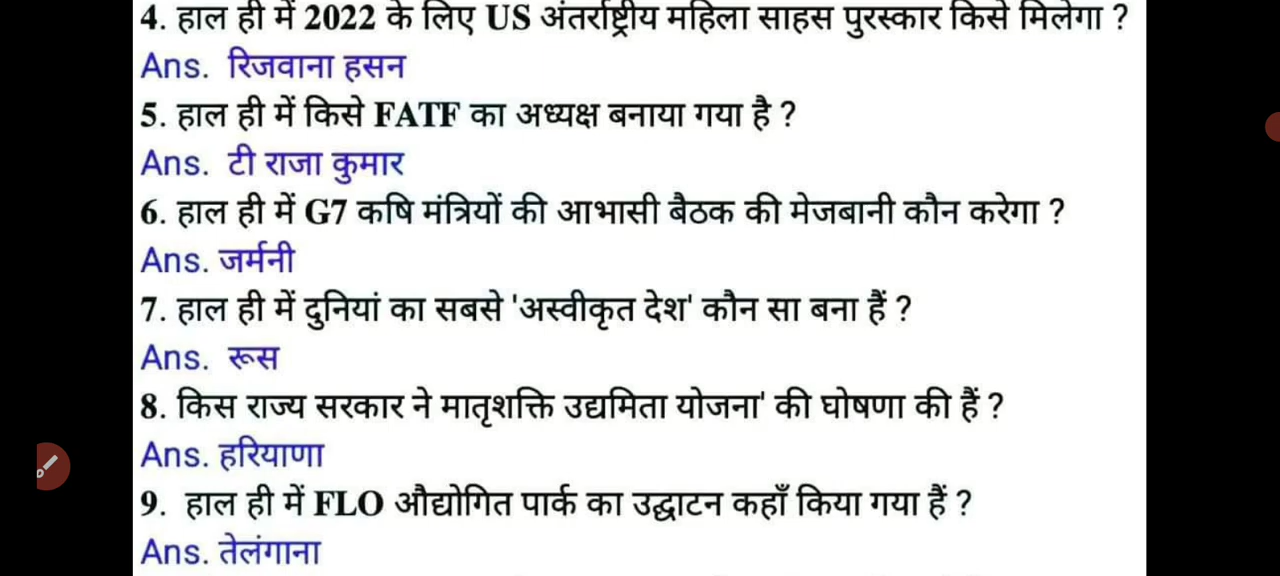 4. हाल ही में 2022 के लिए US अंतर्राष्ट्रीय महिला साहस पुरस्कार किसे मिलेगा ?
Ans. रिजवाना हसन
5. हाल ही में किसे FATF का अध्यक्ष बनाया गया है ?
Ans. टी राजा कुमार
6. हाल ही में G7 कषि मंत्रियों की आभासी बैठक की मेजबानी कौन करेगा ?
Ans. जर्मनी
7. हाल ही में दुनियां का सबसे 'अस्वीकृत देश' कौन सा बना हैं ?
Ans. रूस
8. किस राज्य सरकार ने मातृशक्ति उद्यमिता योजना' की घोषणा की हैं ?
Ans. हरियाणा
9. हाल ही में FLO औद्योगित पार्क का उद्घाटन कहाँ किया गया हैं ?
Ans. तेलंगाना